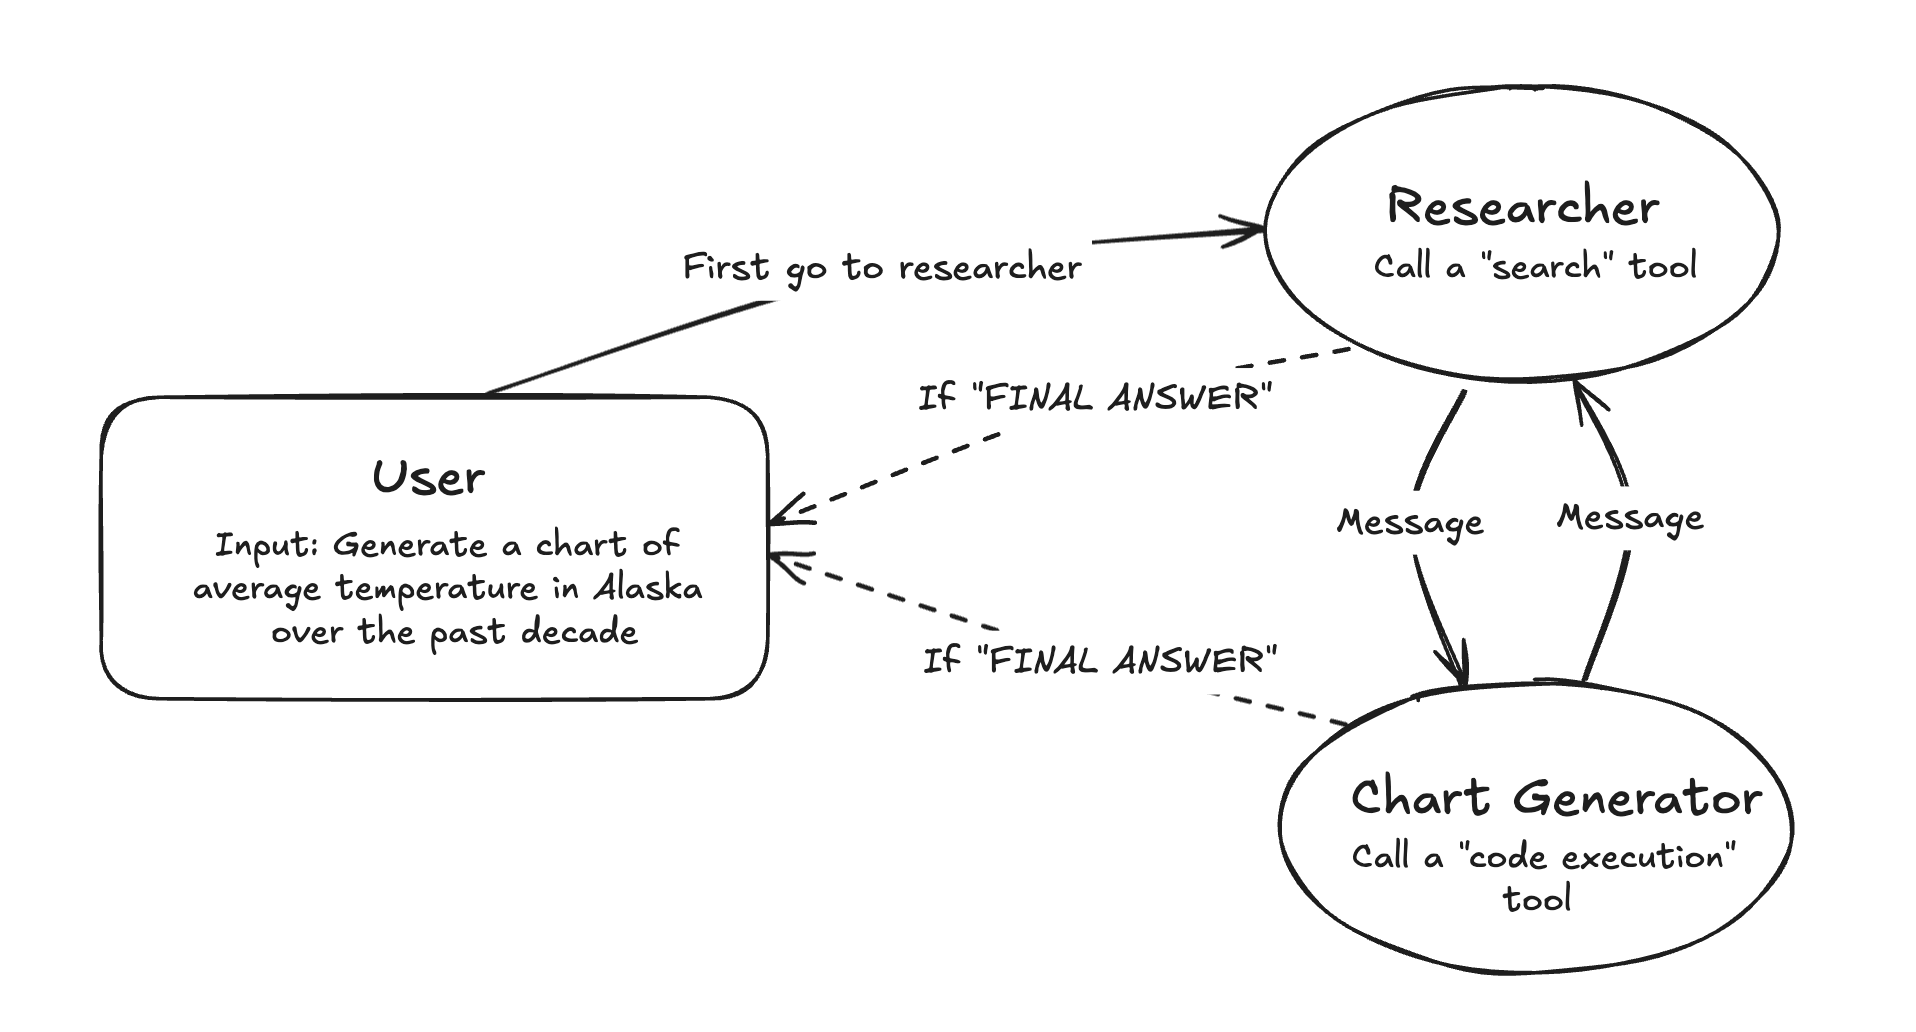 Researcher
Call a "search" tool
First go to researcher
If "FINAL ANSWER"
User
Input: Generate a chart of
average temperature in Alaska
over the past decade
Message
Message
If "FINAL ANSWER"
Chart Generator
Call a "code execution"
tool